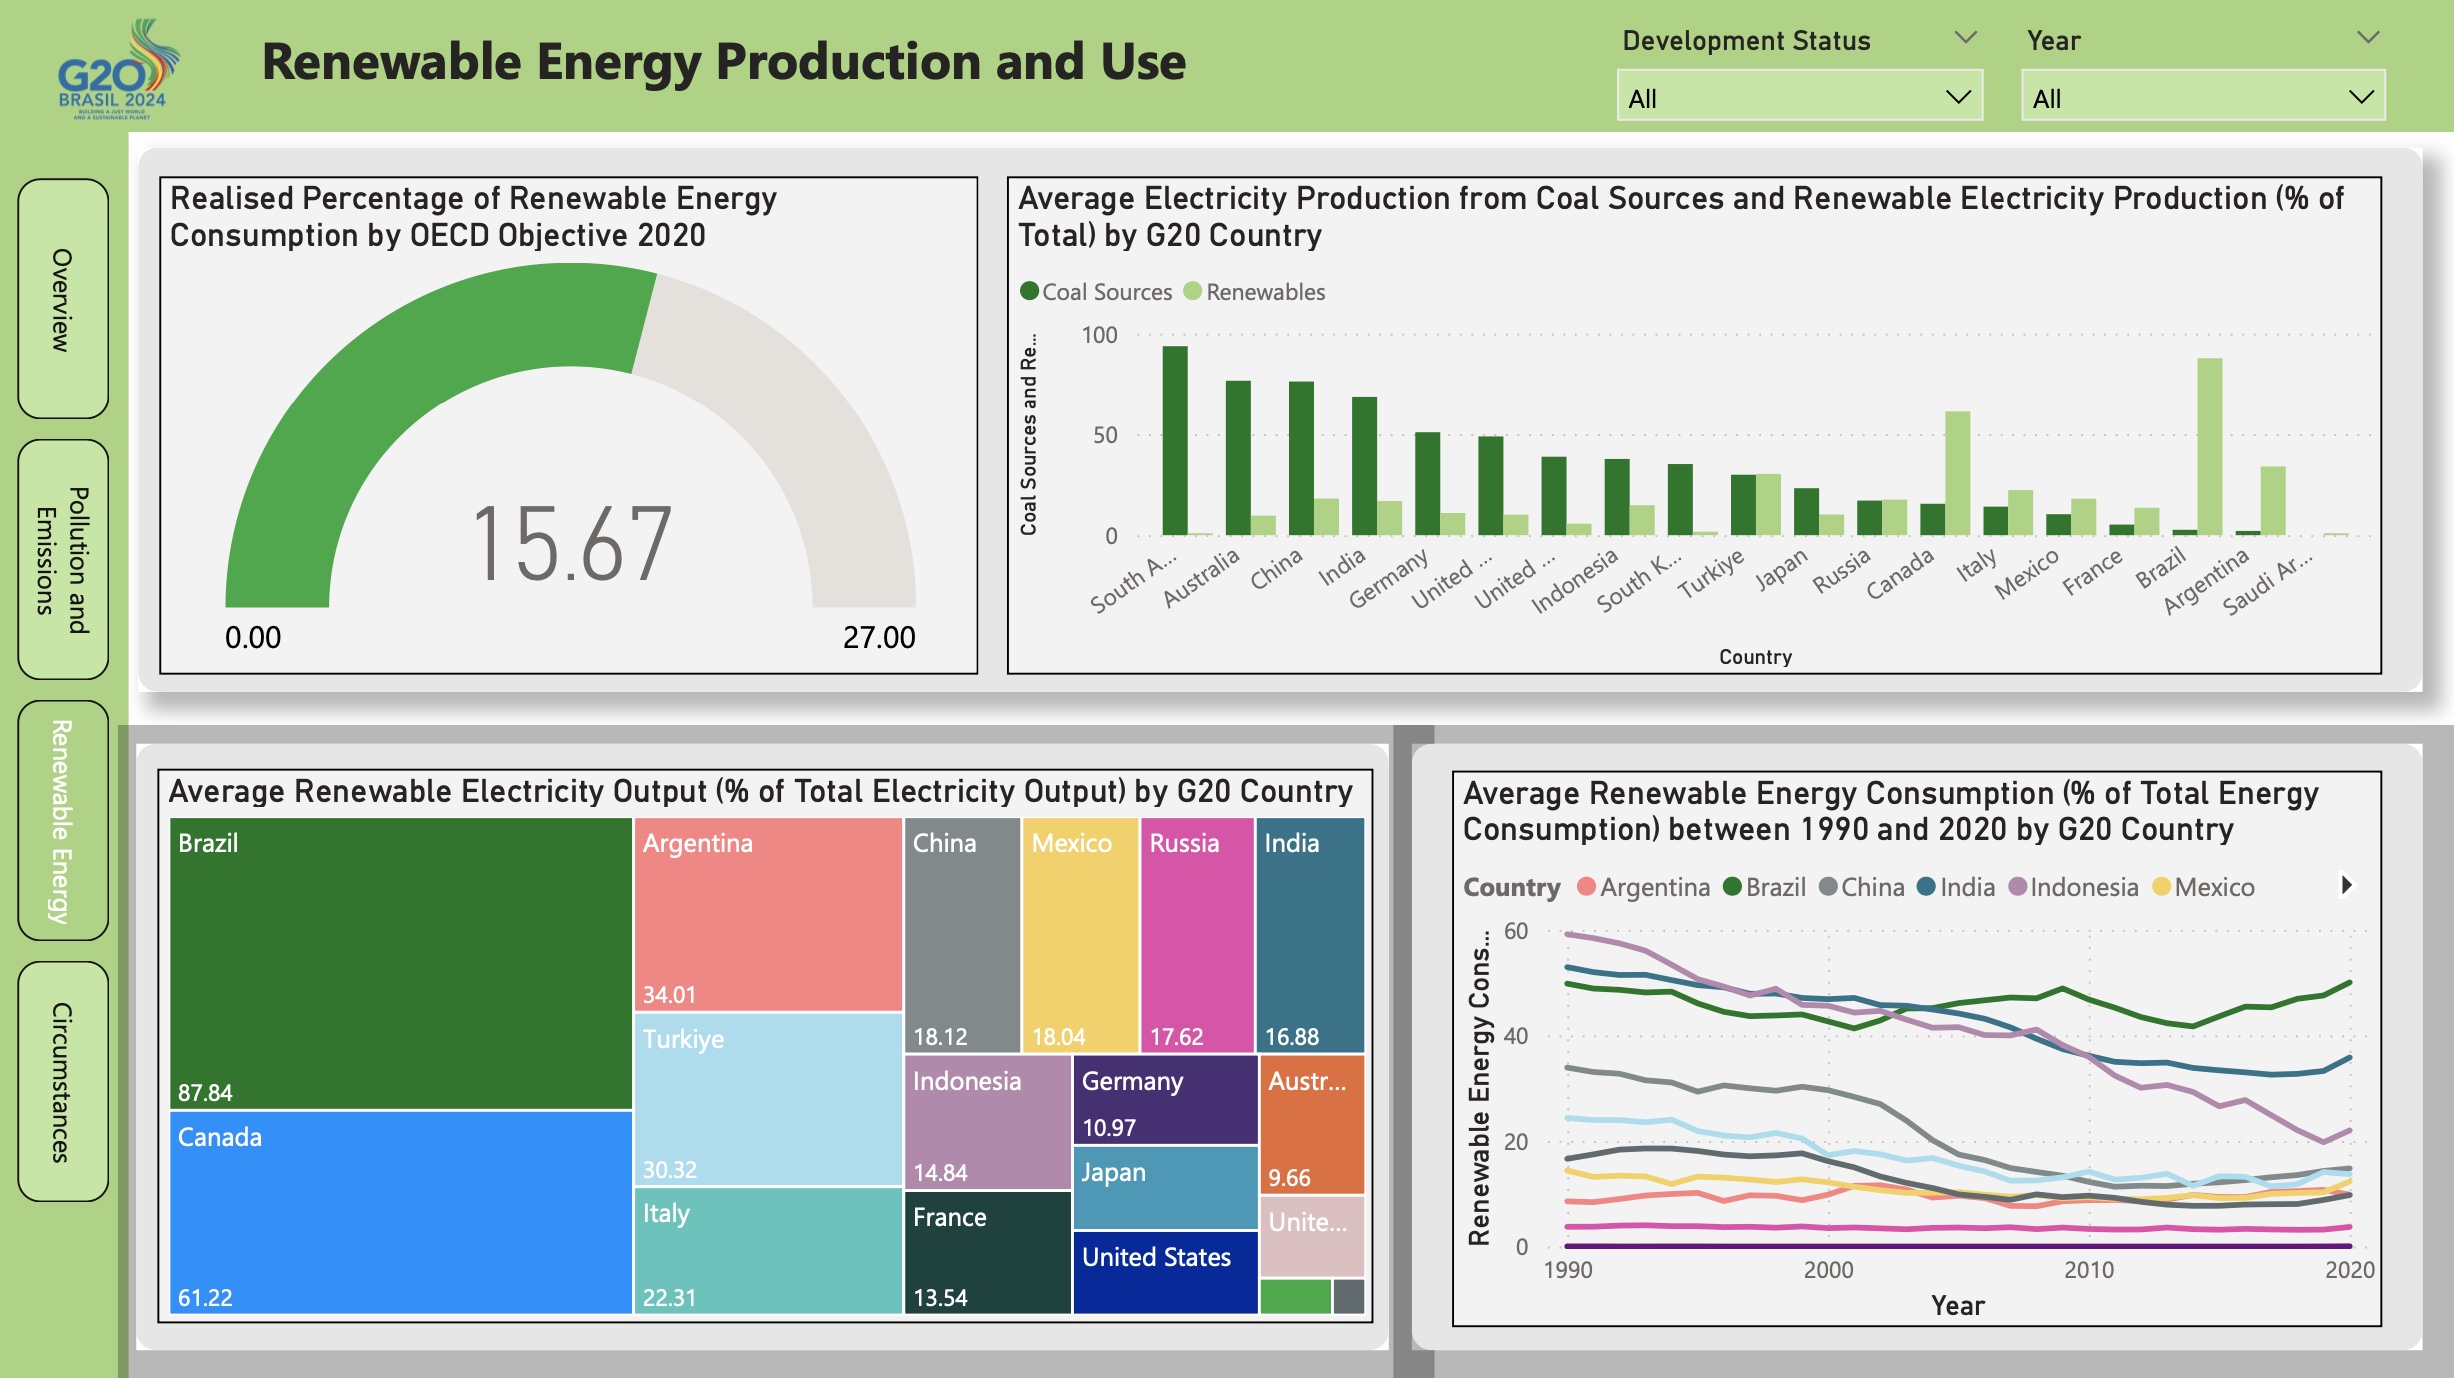 G20
BRASIL 2024
BUILDING A JUST WORLD
AND A SUSTAINABLE PLANET
Renewable Energy Production and Use
Development Status
All
Year
All
Overview
Pollution and
Emissions
Renewable Energy
Circumstances
Realised Percentage of Renewable Energy
Consumption by OECD Objective 2020
15.67
0.00
27.00
Average Electricity Production from Coal Sources and Renewable Electricity Production (% of
Total) by G20 Country
Coal Sources Renewables
Coal Sources and Re...
100
50
0
South A...
Australia
China
India
Germany
United ...
United ...
Indonesia
South K...
Turkiye
Japan
Russia
Canada
Italy
Mexico
France
Brazil
Argentina
Saudi Ar...
Country
Average Renewable Electricity Output (% of Total Electricity Output) by G20 Country
Brazil
87.84
Canada
61.22
Argentina
34.01
Turkiye
30.32
Italy
22.31
China
18.12
Mexico
18.04
Russia
17.62
India
16.88
Indonesia
14.84
France
13.54
Germany
10.97
Japan
United States
Austr...
9.66
Unite...
Average Renewable Energy Consumption (% of Total Energy
Consumption) between 1990 and 2020 by G20 Country
Country Argentina Brazil China India Indonesia Mexico
Renewable Energy Cons...
60
40
20
0
1990
2000
2010
2020
Year